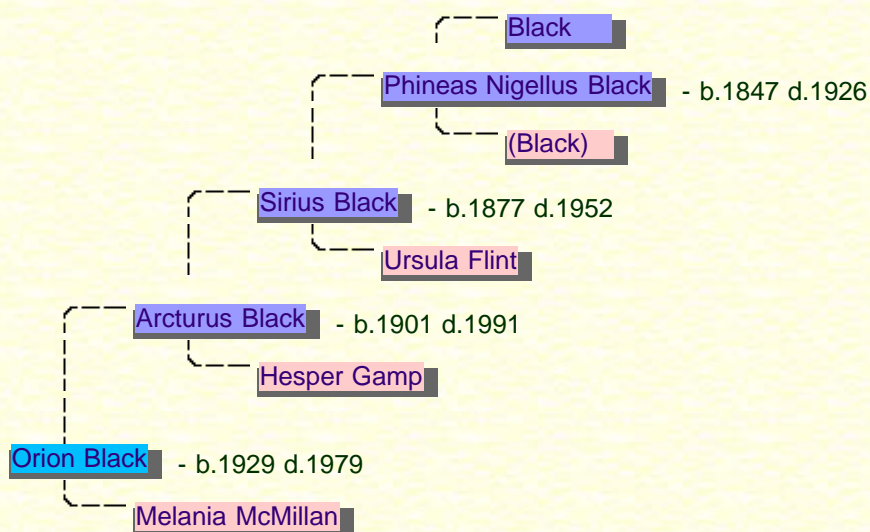 Black
Phineas Nigellus Black - b.1847 d.1926
(Black)
Sirius Black - b.1877 d.1952
Ursula Flint
Arcturus Black - b.1901 d.1991
Hesper Gamp
Orion Black - b.1929 d.1979
Melania McMillan